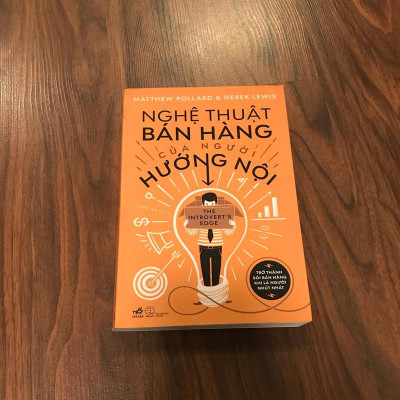 MATTHEW POLLARD & DEREK LEWIS
NGHỆ THUẬT
BÁN HÀNG
CỦA NGƯỜI
HƯỚNG NỘI
THE
INTROVERT'S
EDGE
TRỞ THÀNH
SÓI BÁN HÀNG
KHI LÀ NGƯỜI
NHÚT NHÁT